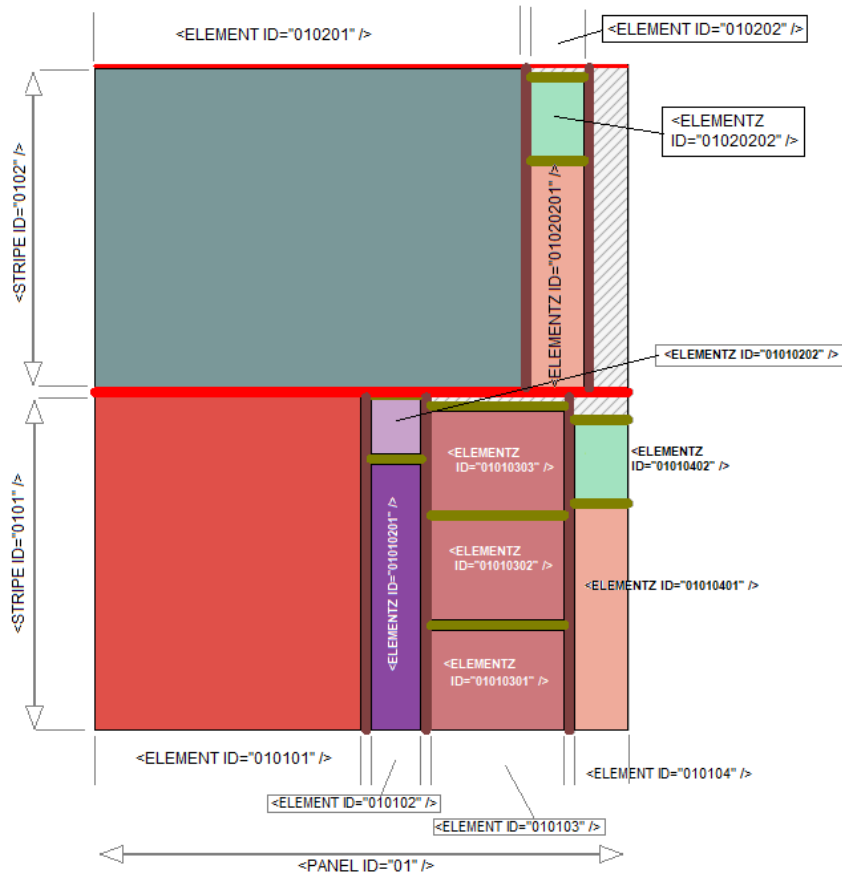 <ELEMENT ID="010201" />
<ELEMENT ID="010202" />
<ELEMENTZ
ID="01020202" />
<STRIPE ID="0102" />
<ELEMENTZ ID="01020201" />
<ELEMENTZ ID="01010202" />
<STRIPE ID="0101" />
<ELEMENTZ ID="01010201" />
<ELEMENTZ
ID="01010303" />
<ELEMENTZ
ID="01010402" />
<ELEMENTZ
ID="01010302" />
<ELEMENTZ ID="01010401" />
<ELEMENTZ
ID="01010301" />
<ELEMENT ID="010101" />
<ELEMENT ID="010104" />
<ELEMENT ID="010102" />
<ELEMENT ID="010103" />
<PANEL ID="01" />